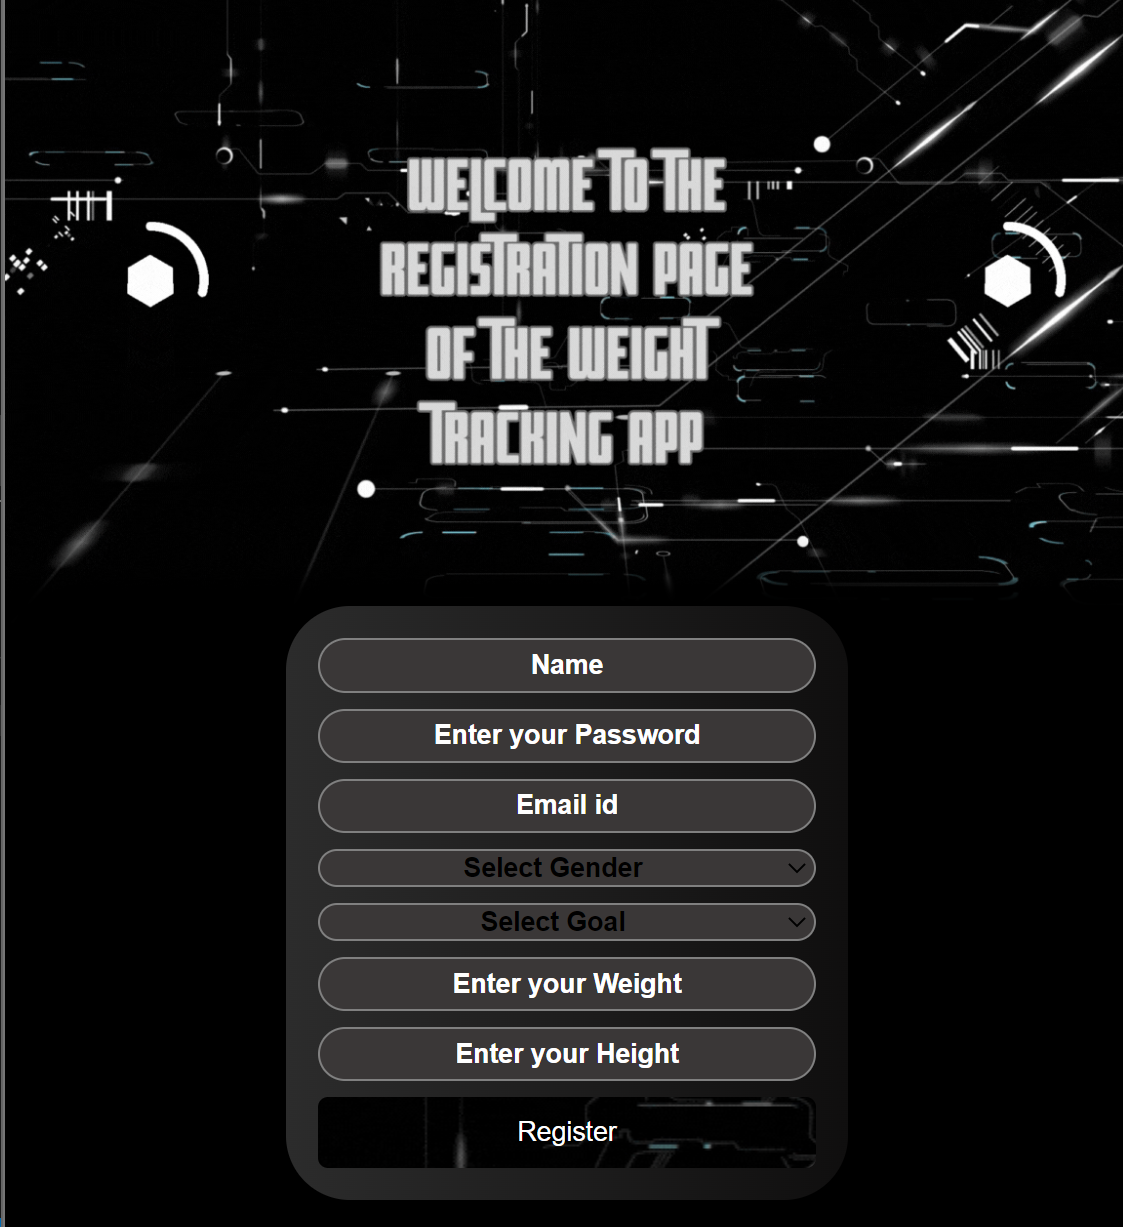 WELCOME TO THE
REGISTRATION PAGE
OF THE WEIGHT
TRACKING APP
Name
Enter your Password
Email id
Select Gender
Select Goal
Enter your Weight
Enter your Height
Register